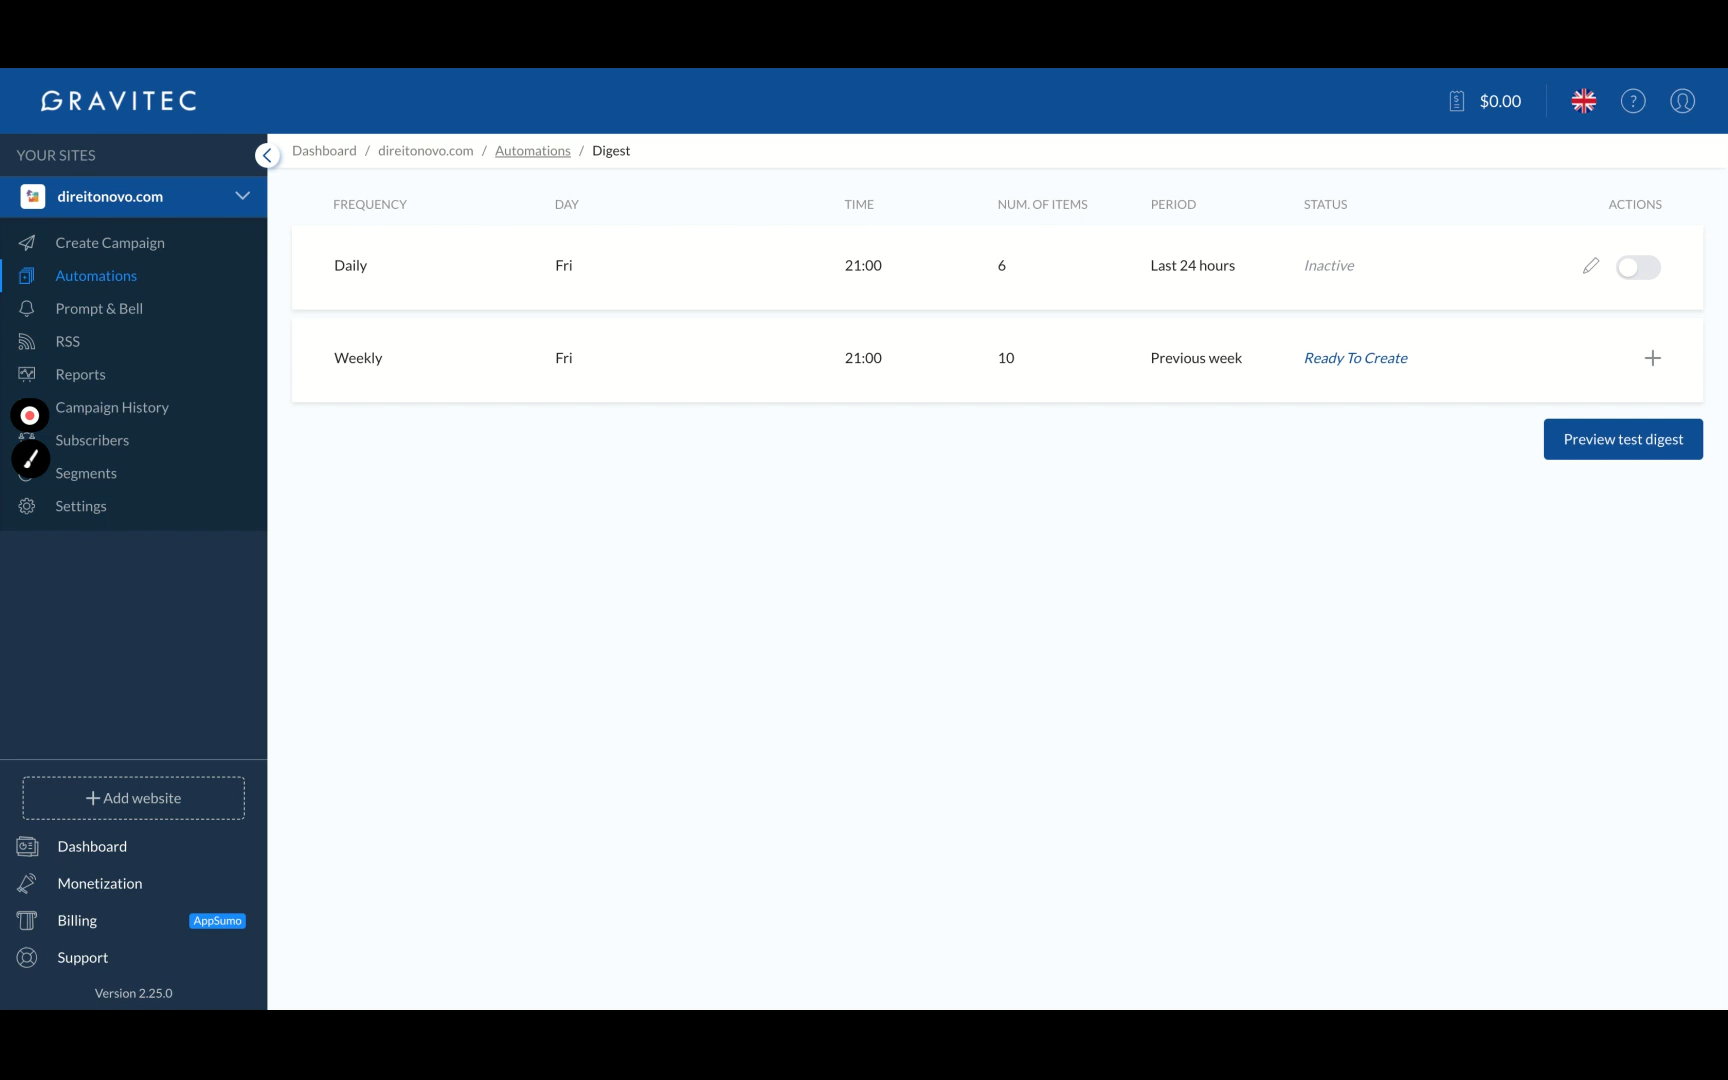 GRAVITEC
$0.00
?
YOUR SITES
direitonovo.com
Create Campaign
Automations
Prompt & Bell
RSS
Reports
Campaign History
Subscribers
Segments
Settings
+ Add website
Dashboard
Monetization
Billing AppSumo
Support
Version 2.25.0
Dashboard / direitonovo.com / Automations / Digest
FREQUENCY DAY TIME NUM. OF ITEMS PERIOD STATUS ACTIONS
Daily Fri 21:00 6 Last 24 hours Inactive
Weekly Fri 21:00 10 Previous week Ready To Create +
Preview test digest